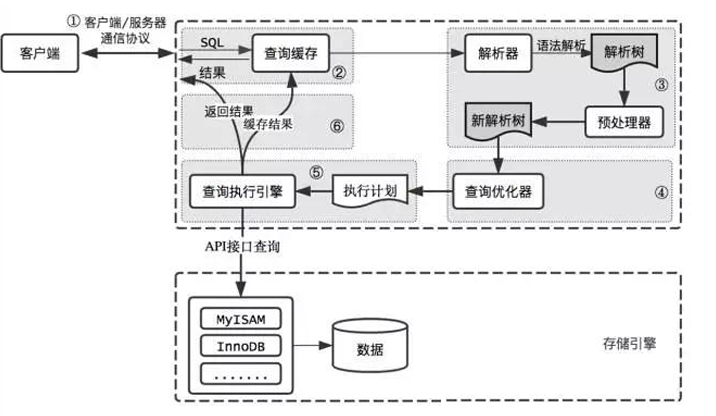 ① 客户端/服务器
通信协议
客户端
SQL
结果
查询缓存
②
解析器
语法解析
解析树
③
新解析树
预处理器
返回结果
缓存结果
⑥
查询执行引擎
⑤
执行计划
查询优化器
④
API接口查询
MyISAM
InnoDB
.......
数据
存储引擎